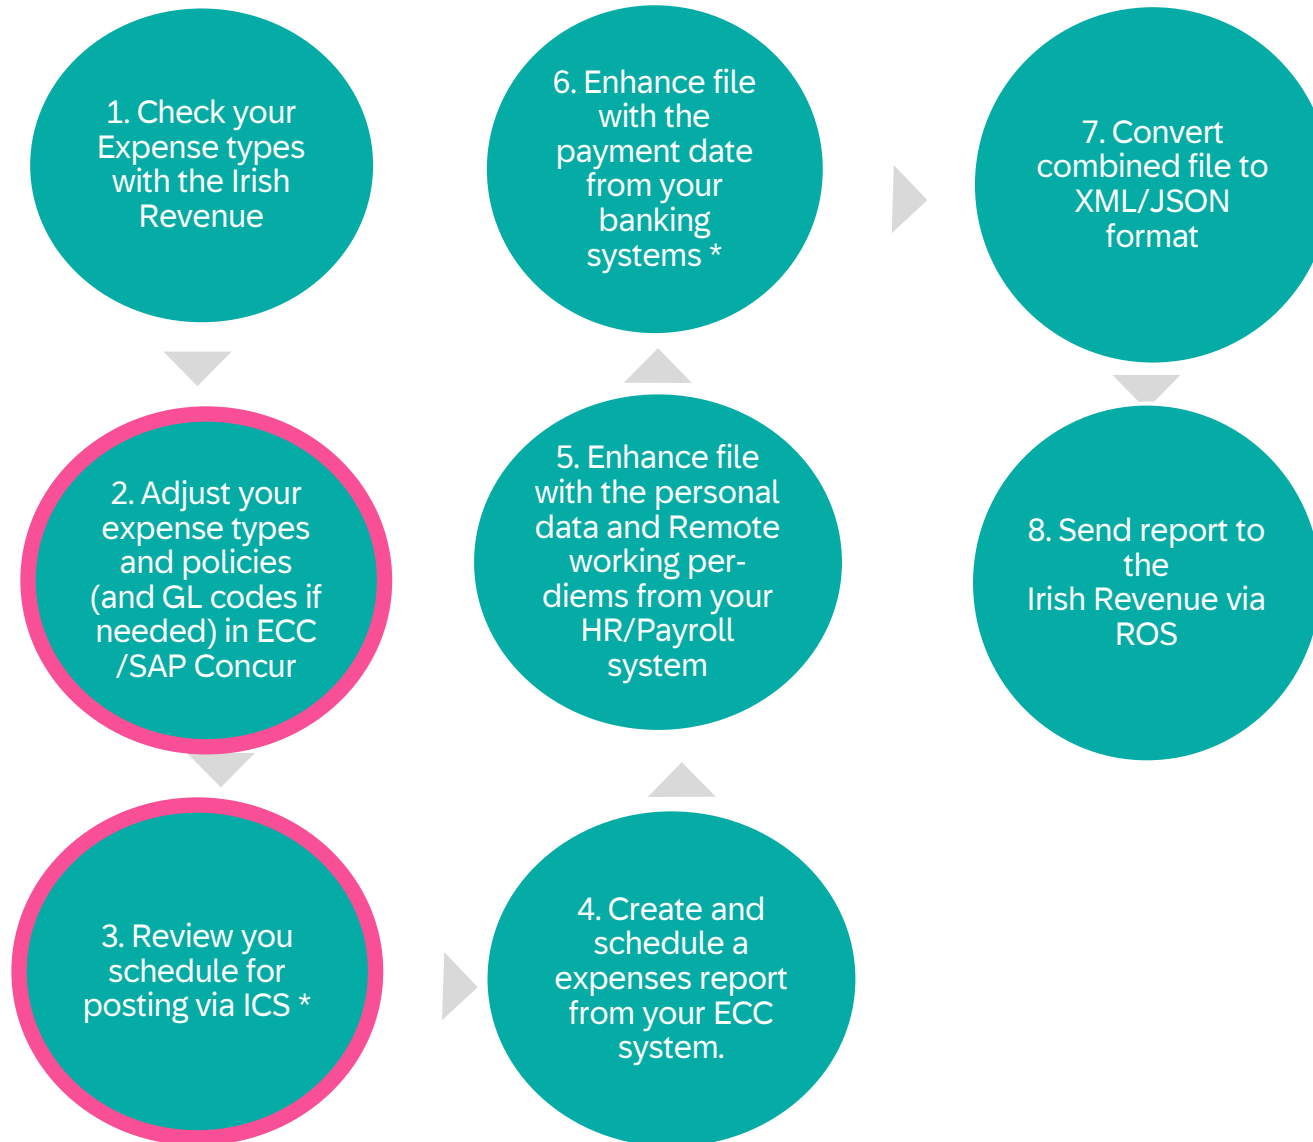 1. Check your
Expense types
with the Irish
Revenue
2. Adjust your
expense types
and policies
(and GL codes if
needed) in ECC
/SAP Concur
3. Review you
schedule for
posting via ICS *
4. Create and
schedule a
expenses report
from your ECC
system.
5. Enhance file
with the personal
data and Remote
working per-
diems from your
HR/Payroll
system
6. Enhance file
with the
payment date
from your
banking
systems *
7. Convert
combined file to
XML/JSON
format
8. Send report to
the
Irish Revenue via
ROS